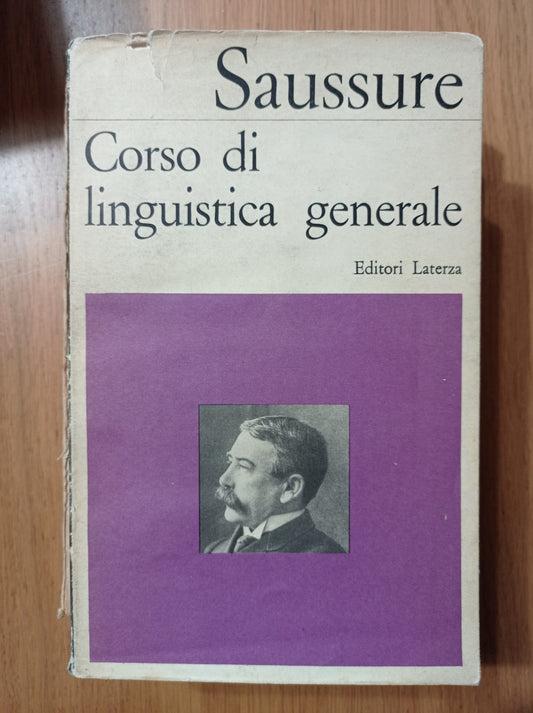 Saussure
Corso di
linguistica generale
Editori Laterza